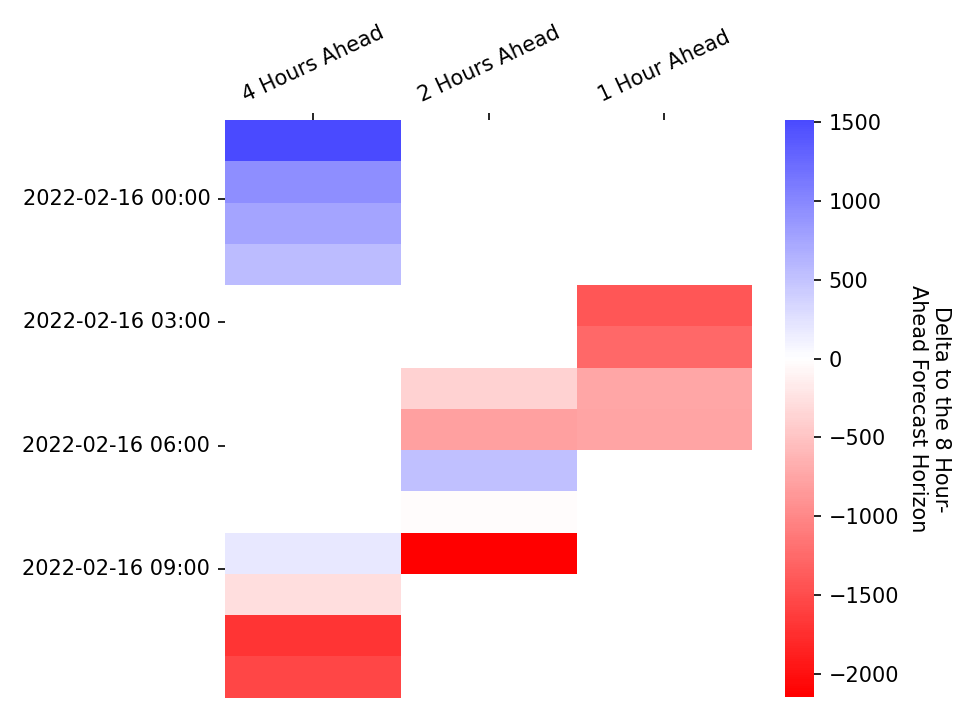 4 Hours Ahead
2 Hours Ahead
1 Hour Ahead
2022-02-16 00:00
2022-02-16 03:00
2022-02-16 06:00
2022-02-16 09:00
1500
1000
500
0
−500
−1000
−1500
−2000
Delta to the 8 Hour-
Ahead Forecast Horizon